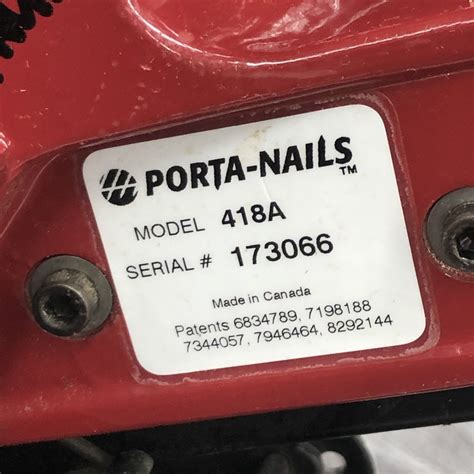 PORTA-NAILS™
MODEL 418A
SERIAL # 173066
Made in Canada
Patents 6834789, 7198188
7344057, 7946464, 8292144